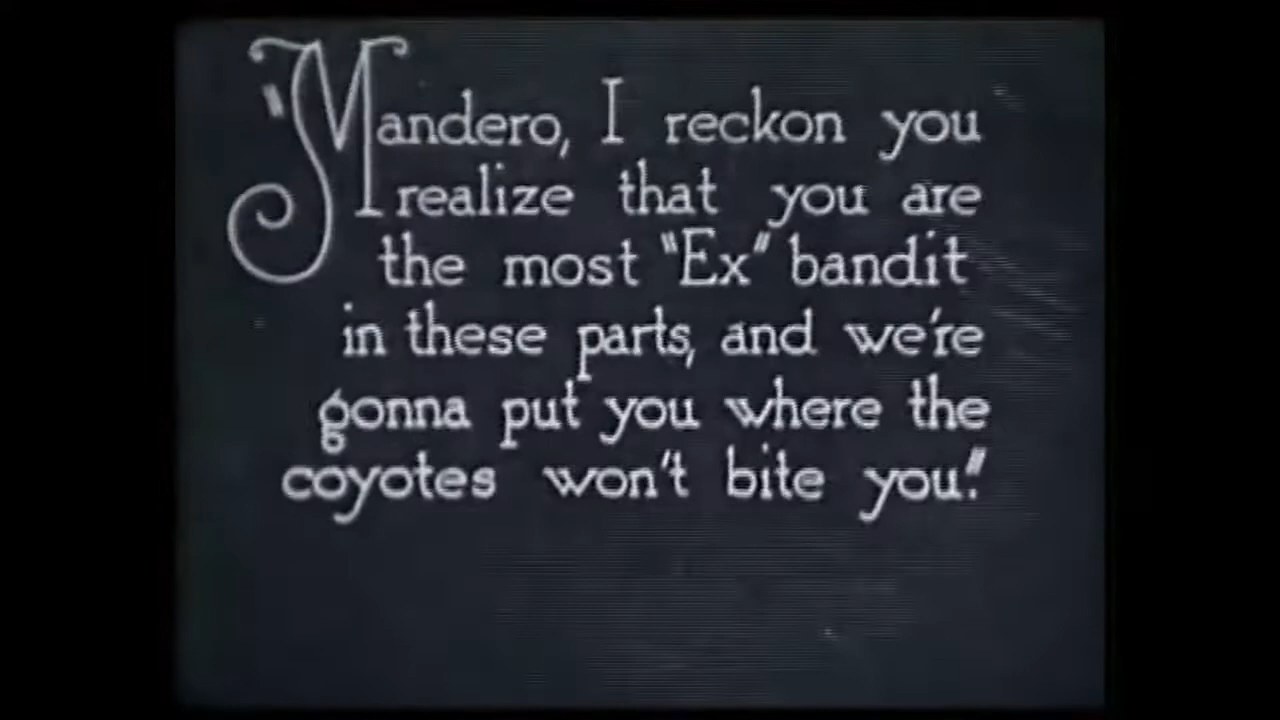 "Mandero, I reckon you
realize that you are
the most "Ex" bandit
in these parts, and we're
gonna put you where the
coyotes won't bite you."